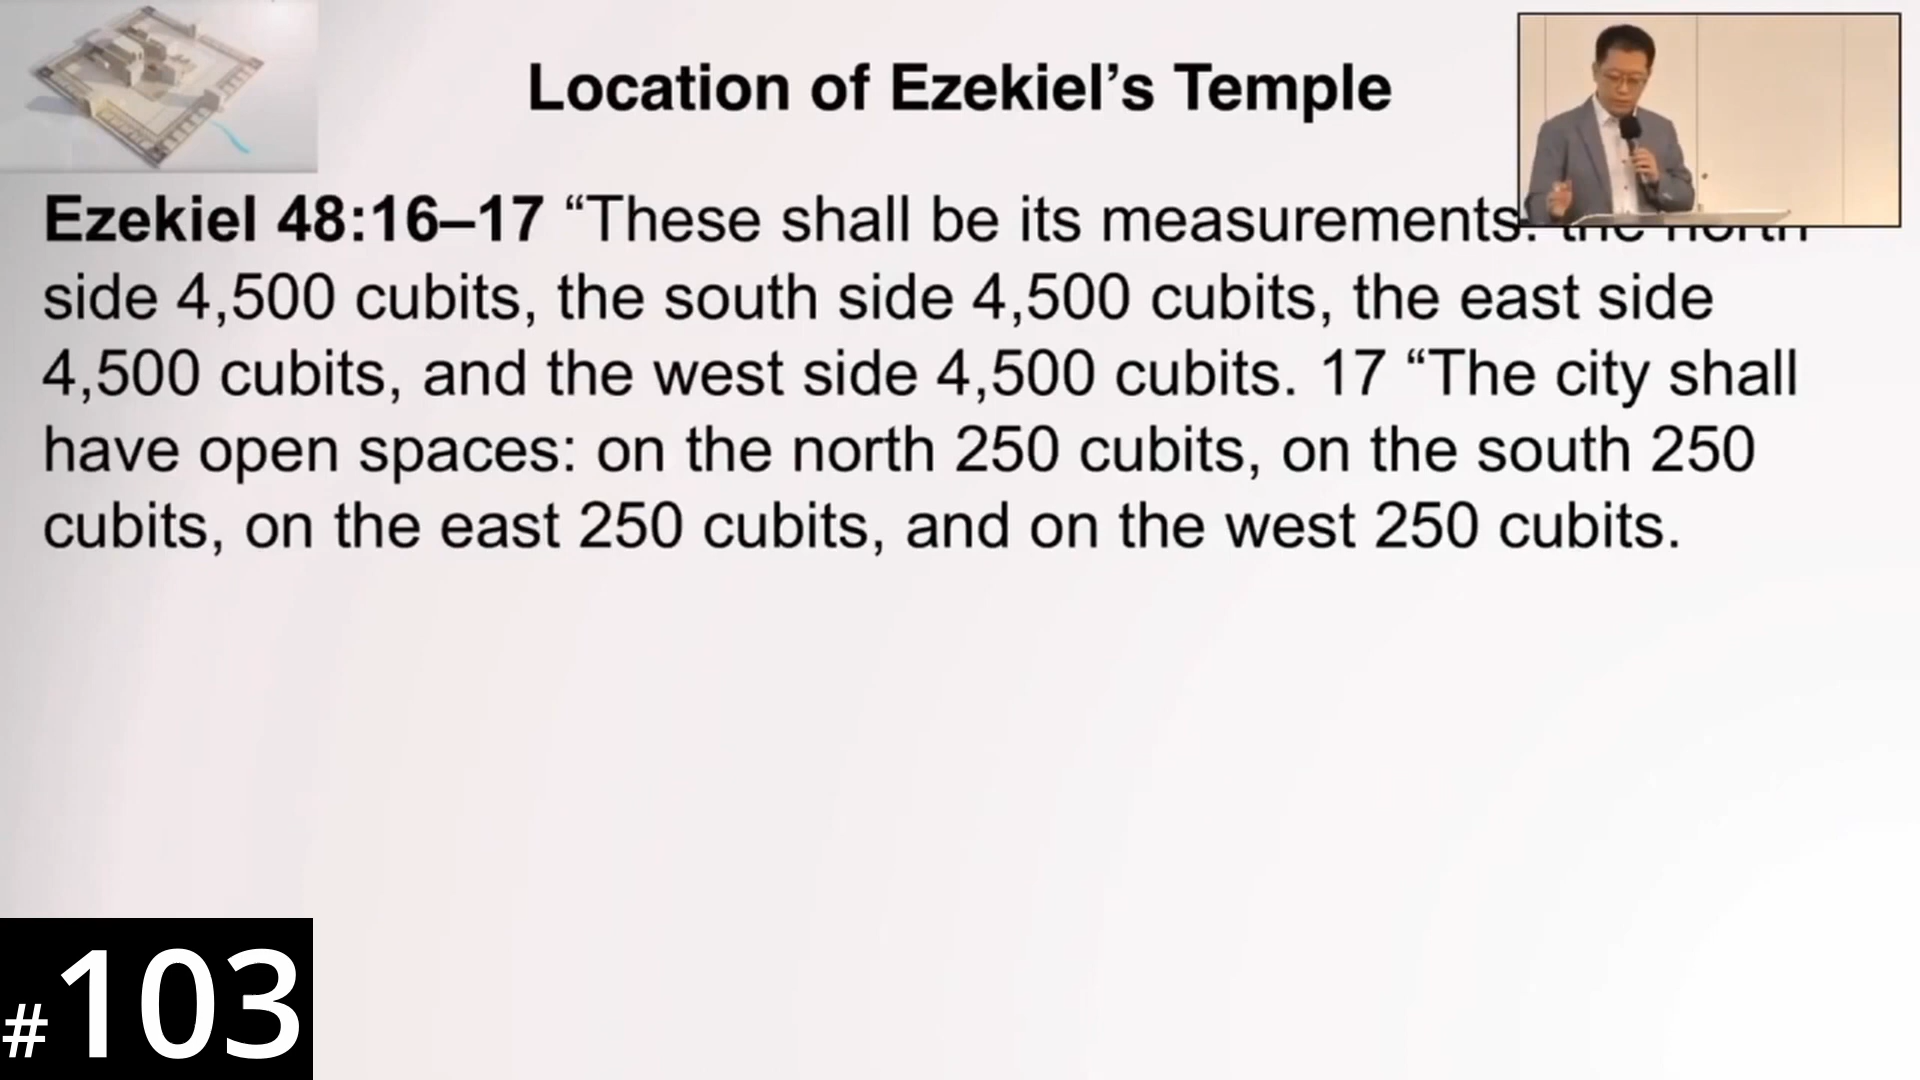 Location of Ezekiel’s Temple
Ezekiel 48:16–17 “These shall be its measurements: the north
side 4,500 cubits, the south side 4,500 cubits, the east side
4,500 cubits, and the west side 4,500 cubits. 17 “The city shall
have open spaces: on the north 250 cubits, on the south 250
cubits, on the east 250 cubits, and on the west 250 cubits.
#103